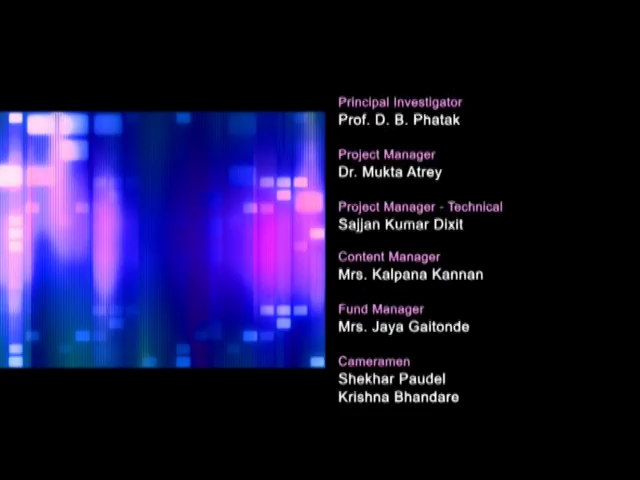 Principal Investigator
Prof. D. B. Phatak
Project Manager
Dr. Mukta Atrey
Project Manager - Technical
Sajjan Kumar Dixit
Content Manager
Mrs. Kalpana Kannan
Fund Manager
Mrs. Jaya Gaitonde
Cameramen
Shekhar Paudel
Krishna Bhandare